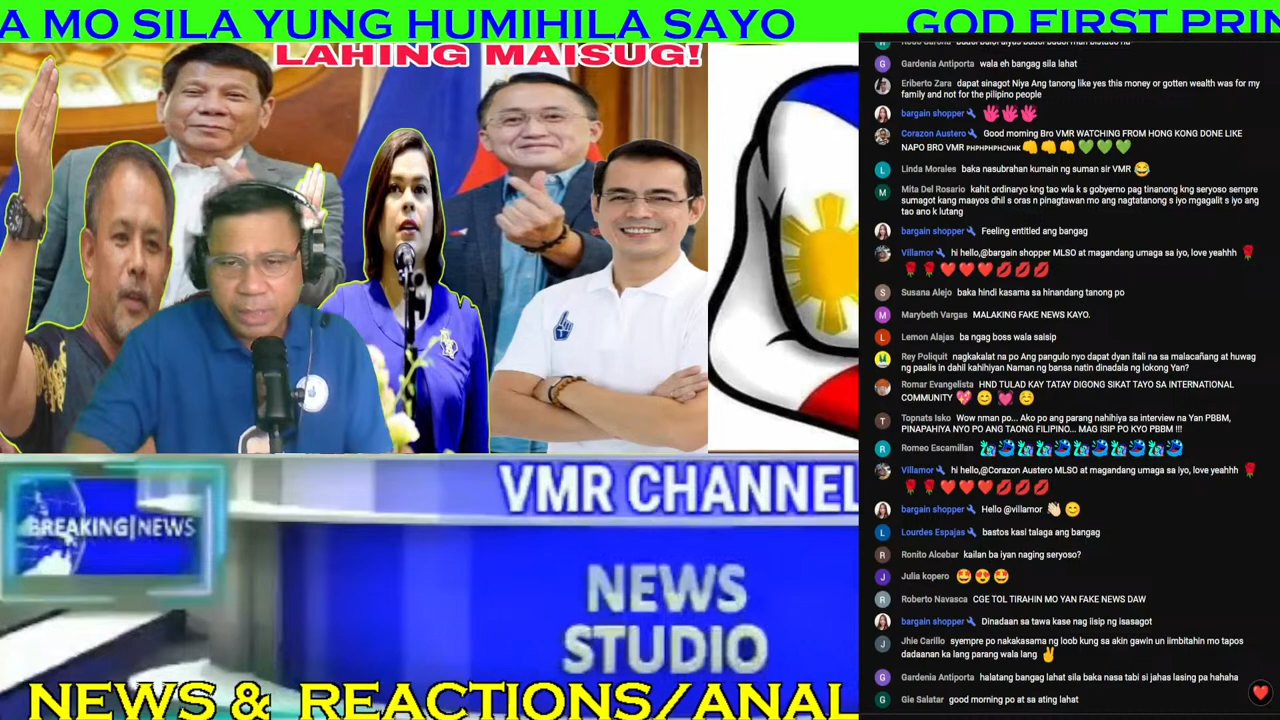 A MO SILA YUNG HUMIHILA SAYO
GOD FIRST PRIN
LAHING MAISUG!
BREAKING|NEWS
VMR CHANNEL
NEWS
STUDIO
NEWS & REACTIONS/ANAL
Gardenia Antiporta wala eh bangag sila lahat
Eriberto Zara dapat sinagot Niya Ang tanong like yes this money or gotten wealth was for my
family and not for the pilipino people
bargain shopper
Corazon Austero Good morning Bro VMR WATCHING FROM HONG KONG DONE LIKE
NAPO BRO VMR PHPHPHPHCNHK
Linda Morales baka nasubrahan kumain ng suman sir VMR
Mita Del Rosario kahit ordinaryo kng tao wla k s gobyerno pag tinanong kng seryoso sempre
sumagot kang maayos dhil s oras n pinagtawan mo ang nagtatanong s iyo mgagalit s iyo ang
tao ano k lutang
bargain shopper Feeling entitled ang bangag
Villamor hi hello,@bargain shopper MLSO at magandang umaga sa iyo, love yeahhh
Susana Alejo baka hindi kasama sa hinandang tanong po
Marybeth Vargas MALAKING FAKE NEWS KAYO.
Lemon Alajas ba ngag boss wala saisip
Rey Poliquit nagkakalat na po Ang pangulo nyo dapat dyan itali na sa malacañang at huwag
ng paalis in dahil kahihiyan Naman ng bansa natin dinadala ng lokong Yan?
Romar Evangelista HND TULAD KAY TATAY DIGONG SIKAT TAYO SA INTERNATIONAL
COMMUNITY
Topnats Isko Wow nman po... Ako po ang parang nahihiya sa interview na Yan PBBM,
PINAPAHIYA NYO PO ANG TAONG FILIPINO... MAG ISIP PO KYO PBBM !!!
Romeo Escamillan
Villamor hi hello,@Corazon Austero MLSO at magandang umaga sa iyo, love yeahhh
bargain shopper Hello @villamor
Lourdes Espajas bastos kasi talaga ang bangag
Ronito Alcebar kailan ba iyan naging seryoso?
Julia kopero
Roberto Navasca CGE TOL TIRAHIN MO YAN FAKE NEWS DAW
bargain shopper Dinadaan sa tawa kase nag iisip ng isasagot
Jhie Carillo syempre po nakakasama ng loob kung sa akin gawin un iimbitahin mo tapos
dadaanan ka lang parang wala lang
Gardenia Antiporta halatang bangag lahat sila baka nasa tabi si jahas lasing pa hahaha
Gie Salatar good morning po at sa ating lahat